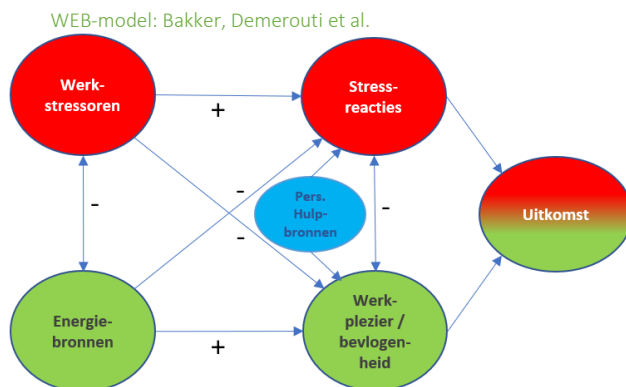 WEB-model: Bakker, Demerouti et al.
Werk-
stressoren
+
Stress-
reacties
-
-
-
-
Pers.
Hulp-
bronnen
Uitkomst
Energie-
bronnen
+
Werk-
plezier /
bevlogen-
heid